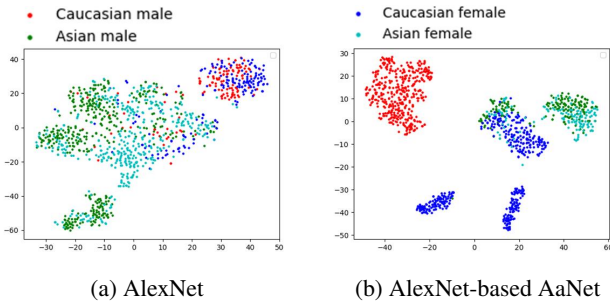 Caucasian male
Asian male
Caucasian female
Asian female
40
20
0
−20
−40
−60
−30 −20 −10 0 10 20 30 40 50
30
20
10
0
−10
−20
−30
−40
−50
−40 −20 0 20 40 60
(a) AlexNet
(b) AlexNet-based AaNet